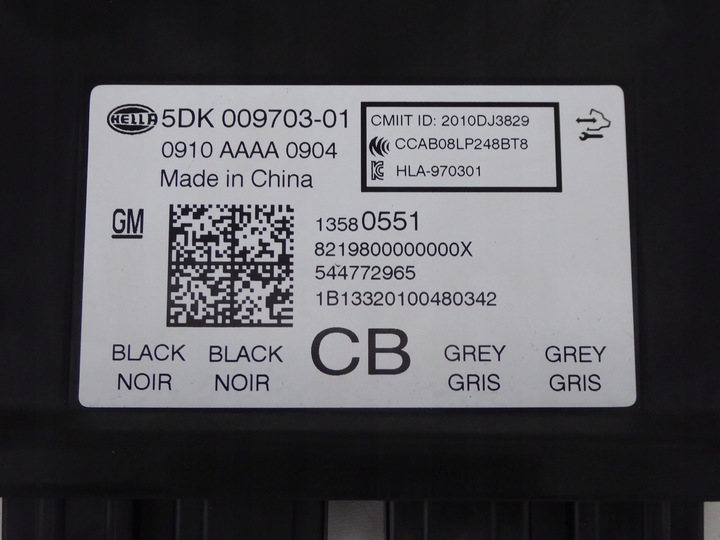 HELLA 5DK 009703-01
0910 AAAA 0904
Made in China
CMIIT ID: 2010DJ3829
CCAB08LP248BT8
HLA-970301
GM
13580551
8219800000000X
544772965
1B13320100480342
BLACK BLACK CB GREY GREY
NOIR NOIR GRIS GRIS